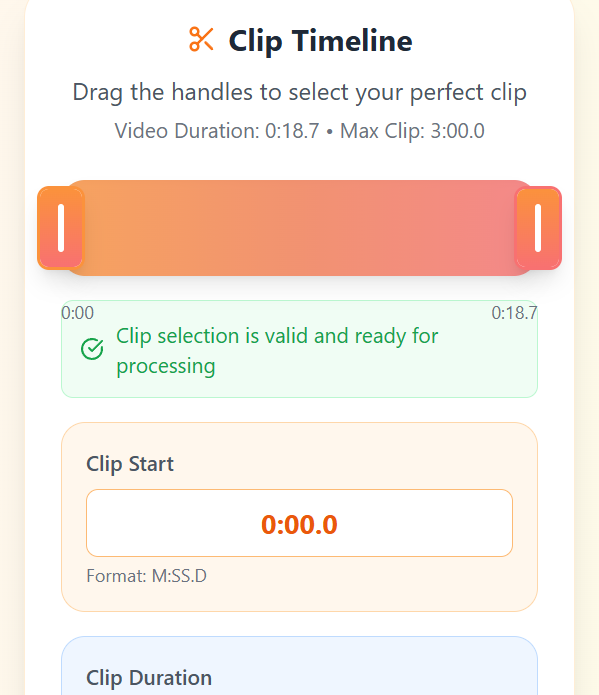 Clip Timeline
Drag the handles to select your perfect clip
Video Duration: 0:18.7 • Max Clip: 3:00.0
0:00 0:18.7
Clip selection is valid and ready for
processing
Clip Start
0:00.0
Format: M:SS.D
Clip Duration